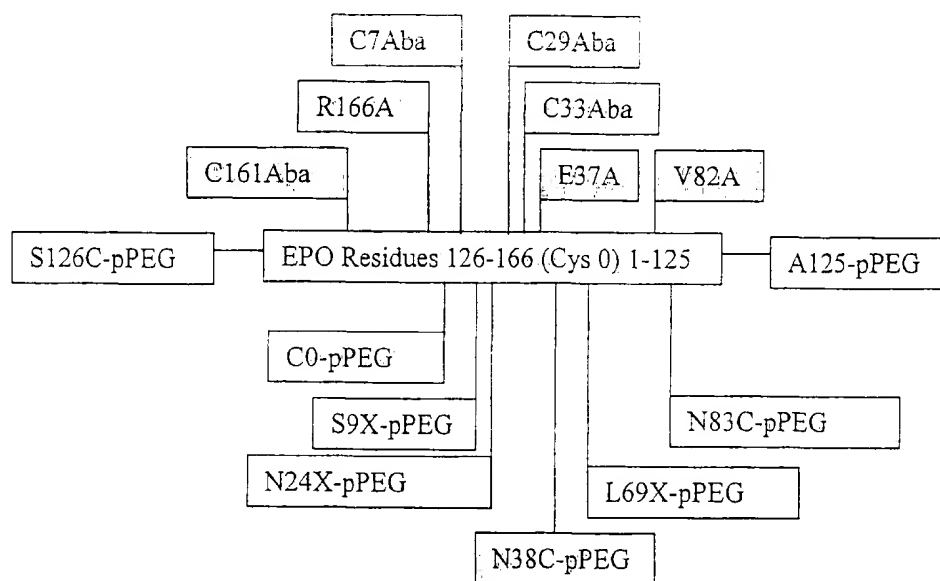 C7Aba
C29Aba
R166A
C33Aba
C161Aba
E37A
V82A
S126C-pPEG
EPO Residues 126-166 (Cys 0) 1-125
A125-pPEG
C0-pPEG
S9X-pPEG
N83C-pPEG
N24X-pPEG
L69X-pPEG
N38C-pPEG